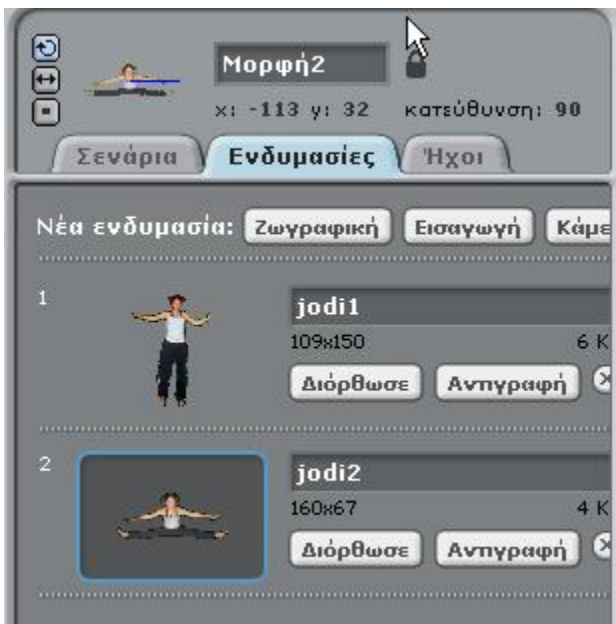 Μορφή2
x: -113 y: 32 κατεύθυνση: 90
Σενάρια Ενδυμασίες Ήχοι
Νέα ενδυμασία: Ζωγραφική Εισαγωγή Κάμε
1
jodi1
109x150 6 K
Διόρθωσε Αντιγραφή
2
jodi2
160x67 4 K
Διόρθωσε Αντιγραφή